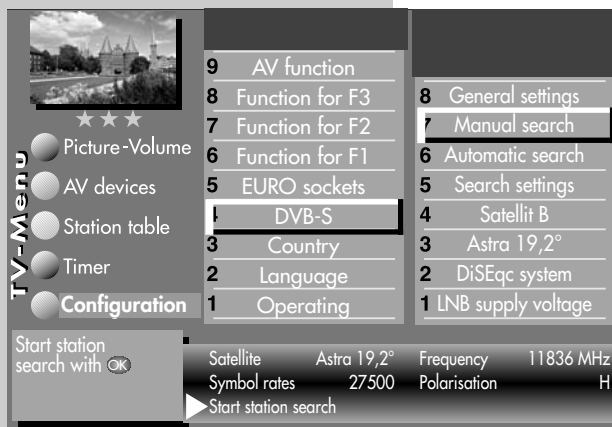 TV-Menu
Picture-Volume
AV devices
Station table
Timer
Configuration
9 AV function
8 Function for F3
7 Function for F2
6 Function for F1
5 EURO sockets
4 DVB-S
3 Country
2 Language
1 Operating
8 General settings
7 Manual search
6 Automatic search
5 Search settings
4 Satellit B
3 Astra 19,2°
2 DiSEqc system
1 LNB supply voltage
Start station
search with OK
Satellite Astra 19,2° Frequency 11836 MHz
Symbol rates 27500 Polarisation H
Start station search